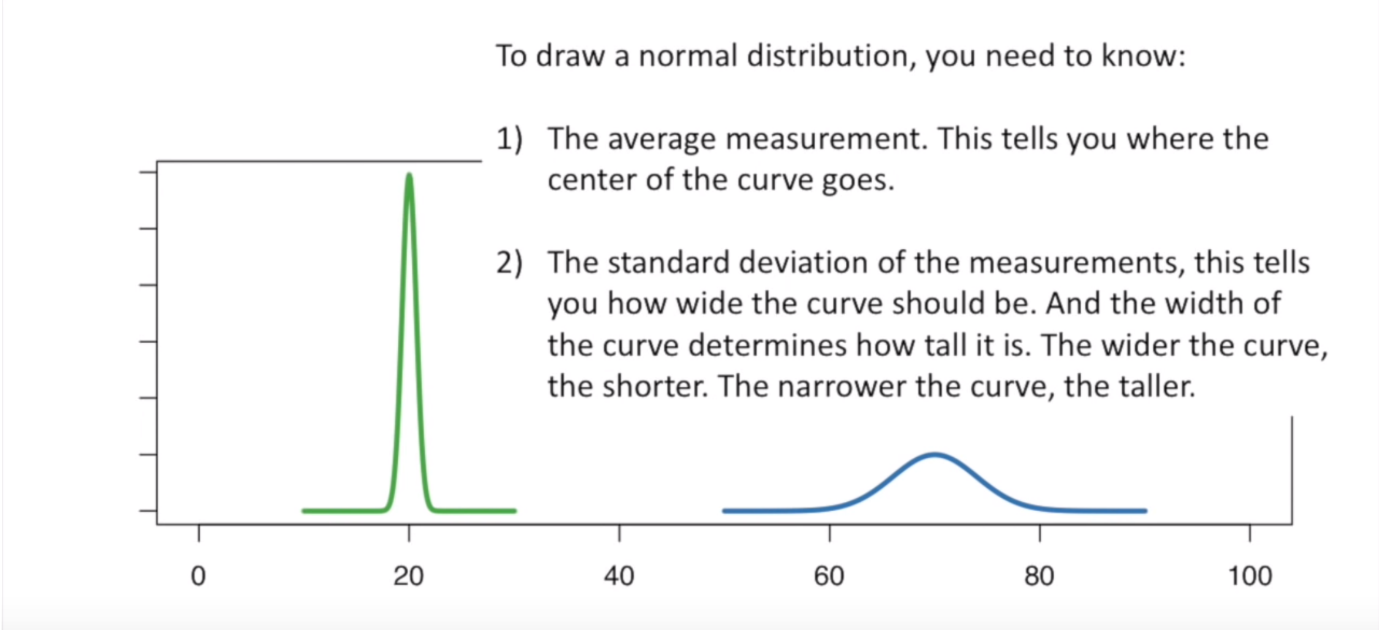 To draw a normal distribution, you need to know:
1) The average measurement. This tells you where the
center of the curve goes.
2) The standard deviation of the measurements, this tells
you how wide the curve should be. And the width of
the curve determines how tall it is. The wider the curve,
the shorter. The narrower the curve, the taller.
0 20 40 60 80 100